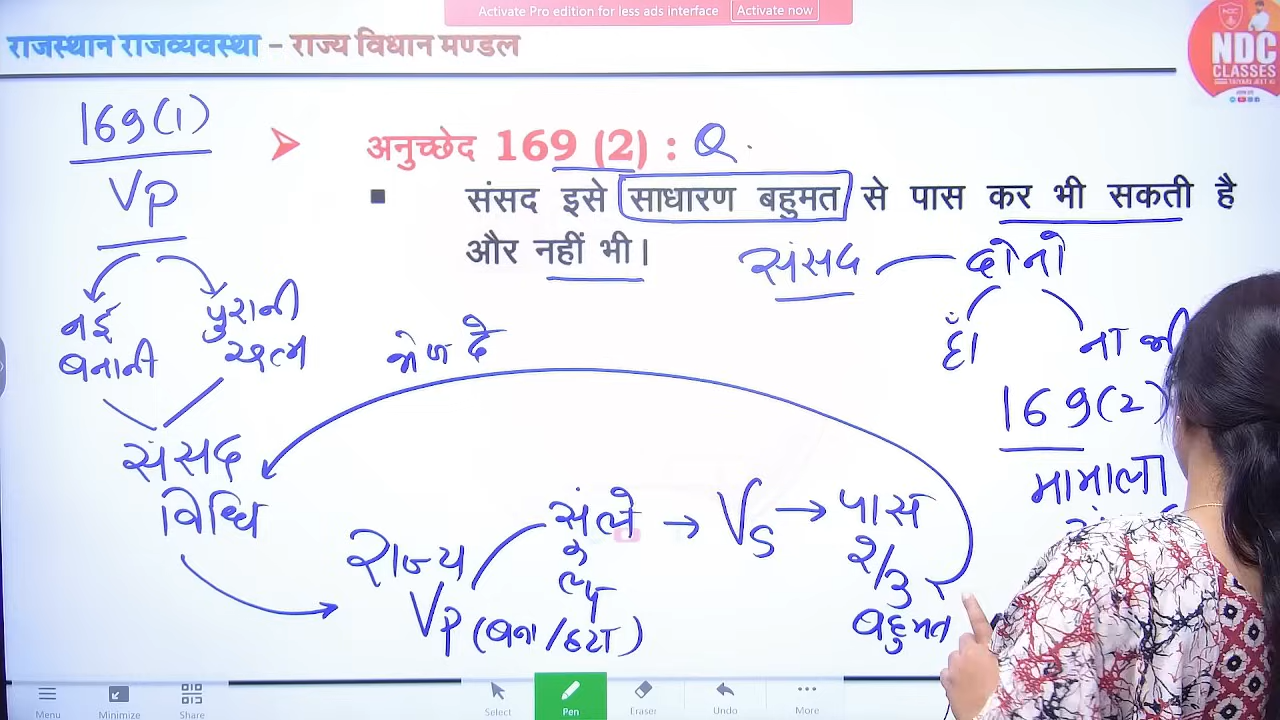 Activate Pro edition for less ads interface Activate now
राजस्थान राजव्यवस्था – राज्य विधान मण्डल
NDC
NDC
CLASSES
169(1)
VP
नई
बनानी
पुरानी
खत्म
संसद
विधि
➢ अनुच्छेद 169 (2) : Q.
▪ संसद इसे साधारण बहुमत से पास कर भी सकती है
और नहीं भी।
संसद दोनो
हाँ
ना भी
169(2)
मामला
भेज दे
राज्य
VP (बना/हटा)
संले → VS → पास
2/3
बहुमत
Menu Minimize Share Select Pen Eraser Undo More